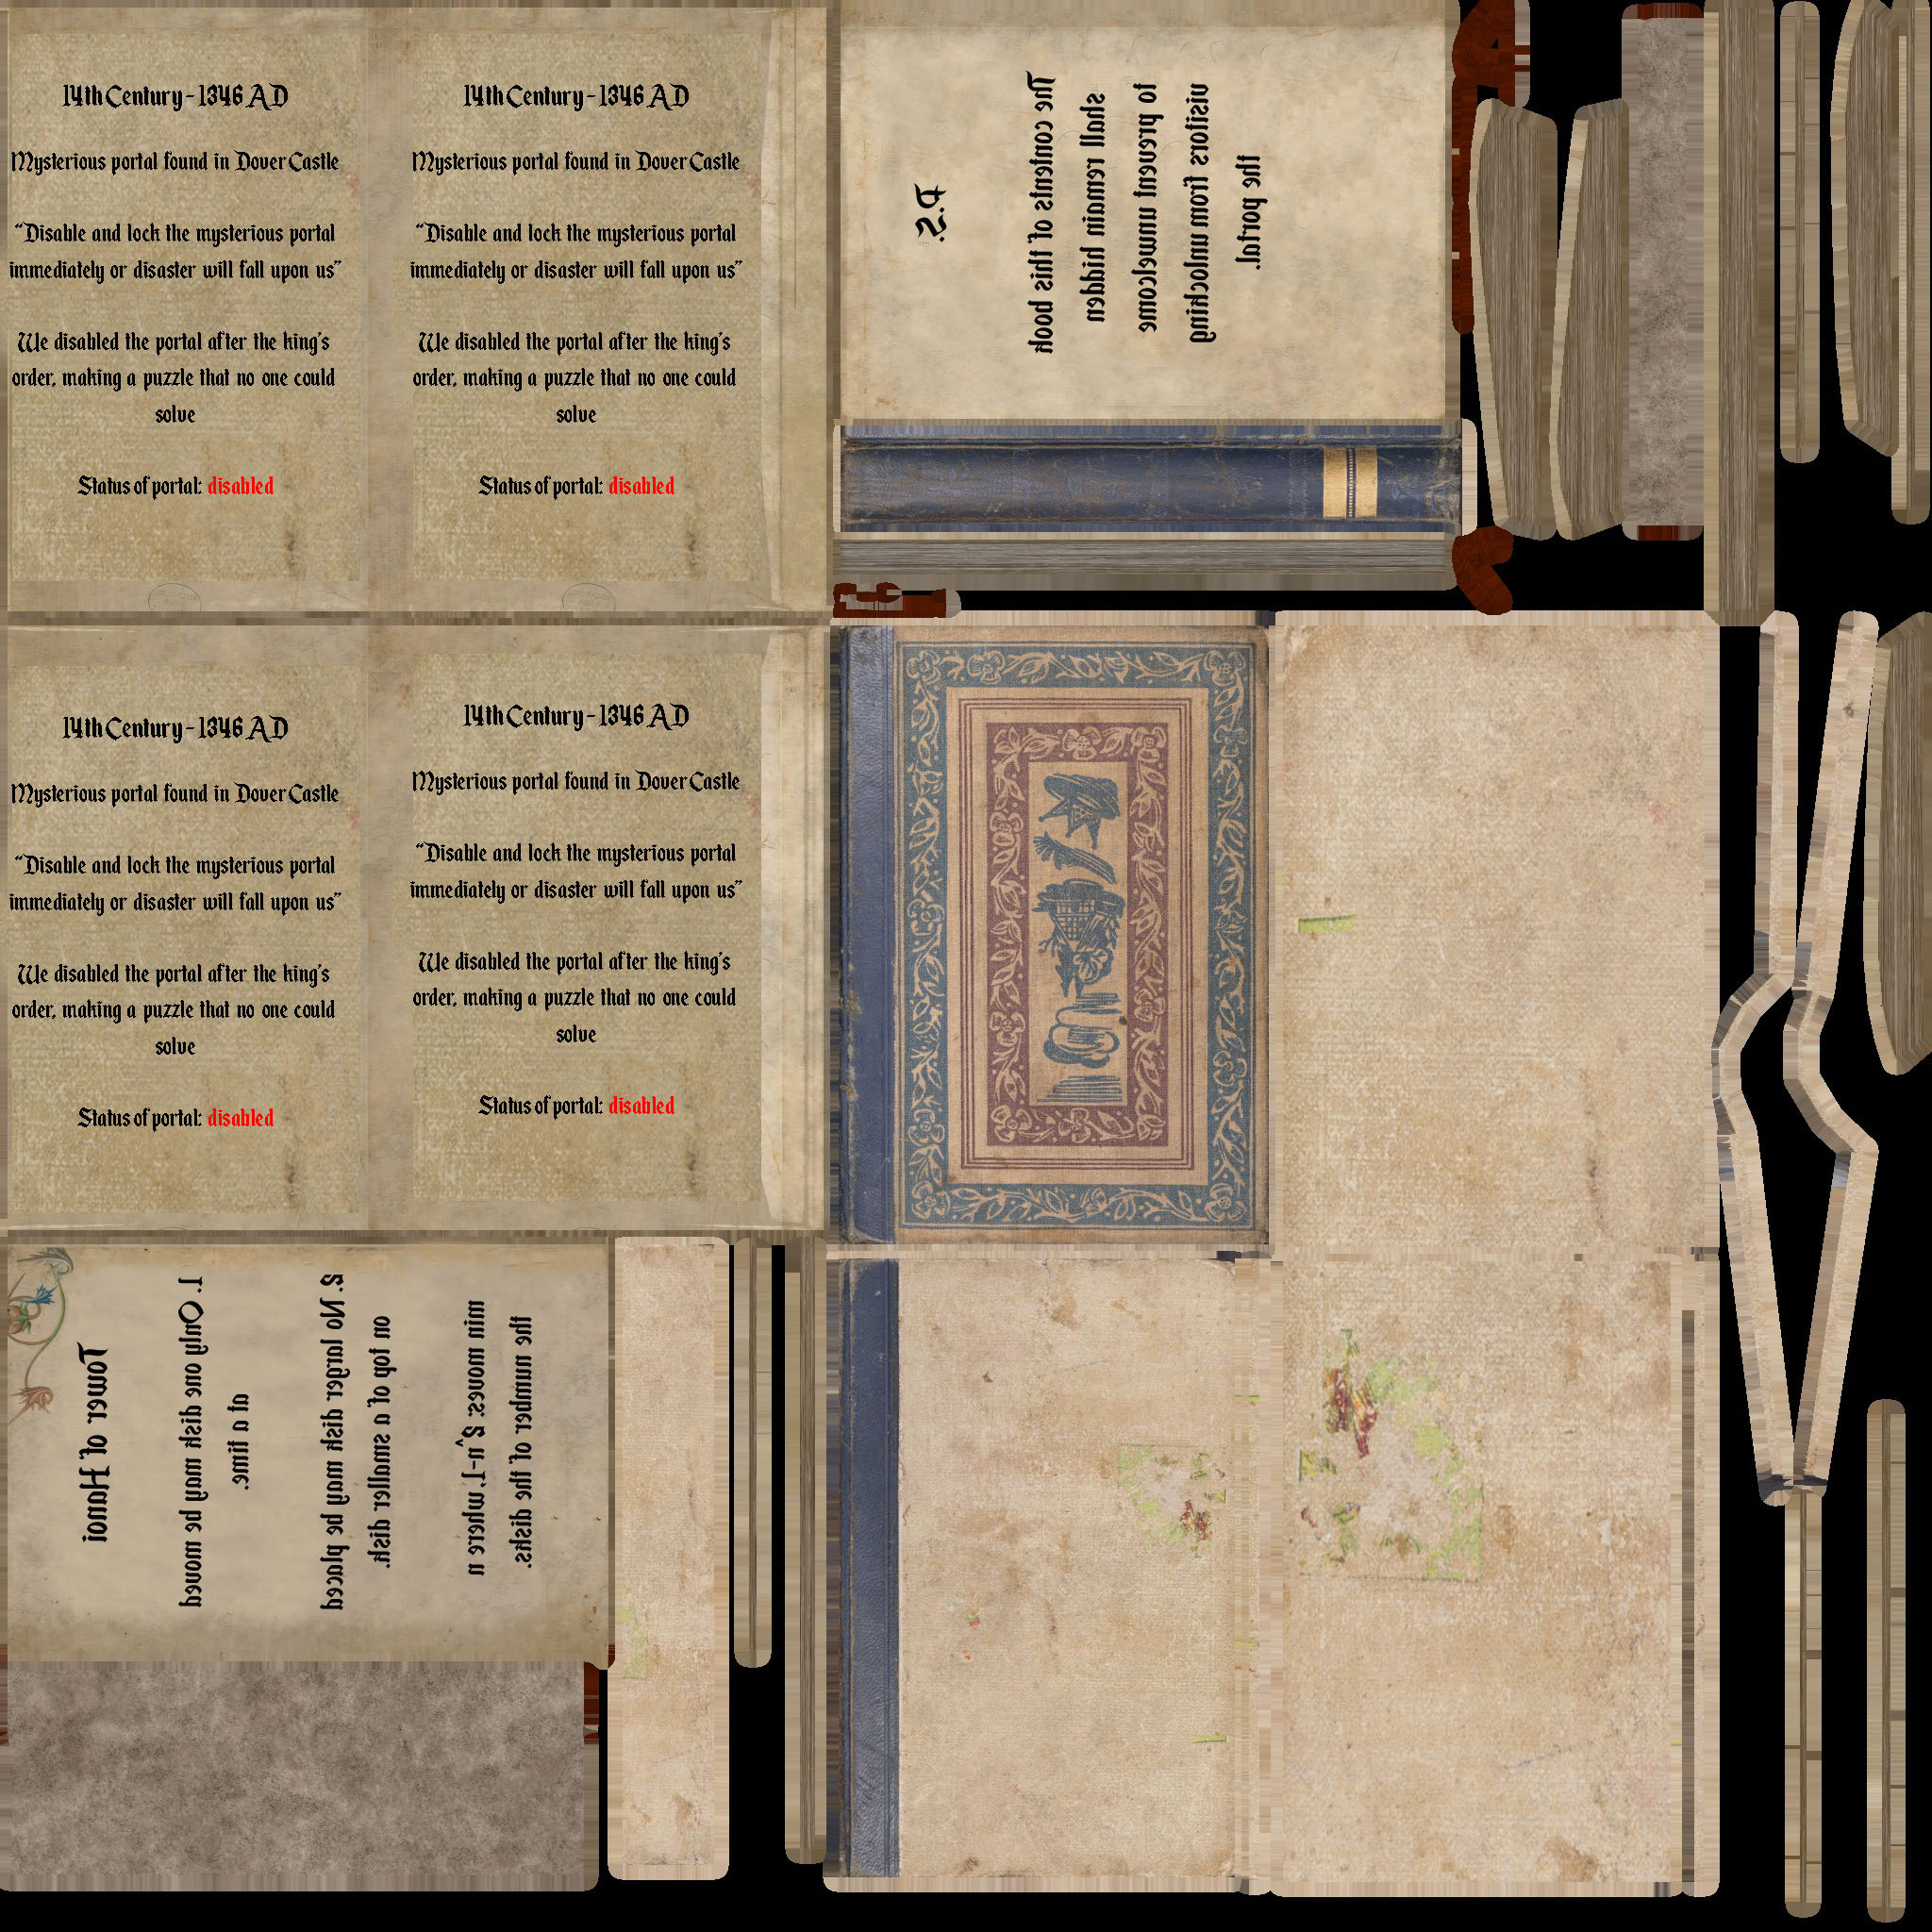 14th Century - 1346 AD
Mysterious portal found in Dover Castle
"Disable and lock the mysterious portal
immediately or disaster will fall upon us"
We disabled the portal after the king's
order, making a puzzle that no one could
solve
Status of portal: disabled
14th Century - 1346 AD
Mysterious portal found in Dover Castle
"Disable and lock the mysterious portal
immediately or disaster will fall upon us"
We disabled the portal after the king's
order, making a puzzle that no one could
solve
Status of portal: disabled
P.S.
The contents of this book
shall remain hidden
to prevent unwelcome
visitors from unlocking
the portal.
14th Century - 1346 AD
Mysterious portal found in Dover Castle
"Disable and lock the mysterious portal
immediately or disaster will fall upon us"
We disabled the portal after the king's
order, making a puzzle that no one could
solve
Status of portal: disabled
14th Century - 1346 AD
Mysterious portal found in Dover Castle
"Disable and lock the mysterious portal
immediately or disaster will fall upon us"
We disabled the portal after the king's
order, making a puzzle that no one could
solve
Status of portal: disabled
Tower of Hanoi
1. Only one disk may be moved
at a time.
2. No larger disk may be placed
on top of a smaller disk.
min moves: 2^n-1, where n
the number of the disks.